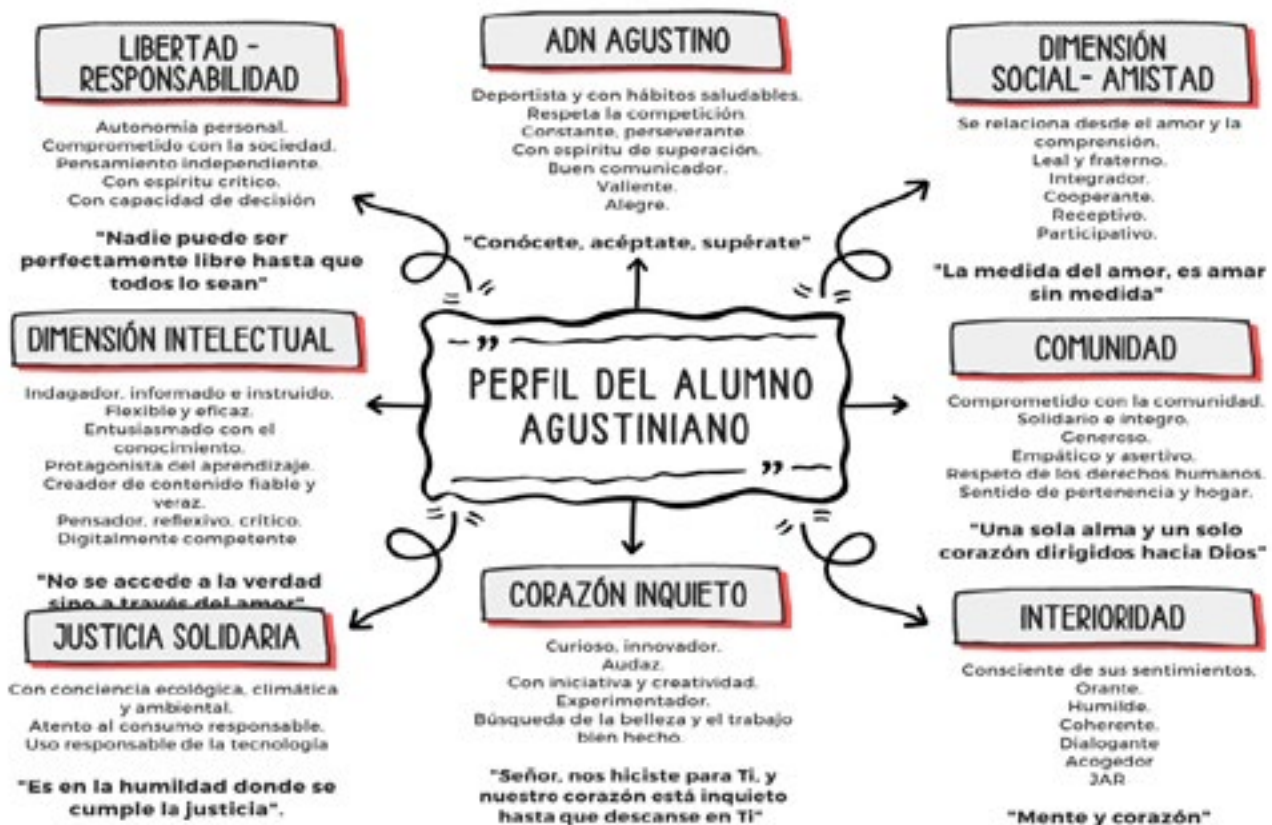 LIBERTAD -
RESPONSABILIDAD
Autonomía personal.
Comprometido con la sociedad.
Pensamiento independiente.
Con espíritu crítico.
Con capacidad de decisión
"Nadie puede ser
perfectamente libre hasta que
todos lo sean"
ADN AGUSTINO
Deportista y con hábitos saludables.
Respeta la competición
Constante, perseverante
Con espíritu de superación.
Buen comunicador.
Valiente.
Alegre.
"Conócete, acéptate, supérate"
DIMENSIÓN
SOCIAL- AMISTAD
Se relaciona desde el amor y la
comprensión.
Leal y fraterno.
Integrador.
Cooperante.
Receptivo.
Participativo.
"La medida del amor, es amar
sin medida"
DIMENSIÓN INTELECTUAL
Indagador, informado e instruido.
Flexible y eficaz.
Entusiasmado con el
conocimiento.
Protagonista del aprendizaje.
Creador de contenido fiable y
veraz.
Pensador, reflexivo, crítico.
Digitalmente competente
"No se accede a la verdad
sino a través del amor"
PERFIL DEL ALUMNO
AGUSTINIANO
COMUNIDAD
Comprometido con la comunidad.
Solidario e integro.
Generoso.
Empático y asertivo.
Respeto de los derechos humanos.
Sentido de pertenencia y hogar.
"Una sola alma y un solo
corazón dirigidos hacia Dios"
JUSTICIA SOLIDARIA
Con conciencia ecológica, climática
y ambiental.
Atento al consumo responsable.
Uso responsable de la tecnología
"Es en la humildad donde se
cumple la justicia".
CORAZÓN INQUIETO
Curioso, innovador.
Audaz.
Con iniciativa y creatividad.
Experimentador.
Búsqueda de la belleza y el trabajo
bien hecho.
"Señor, nos hiciste para Ti, y
nuestro corazón está inquieto
hasta que descanse en Ti"
INTERIORIDAD
Consciente de sus sentimientos.
Orante.
Humilde.
Coherente.
Dialogante
Acogedor
JAR
"Mente y corazón"